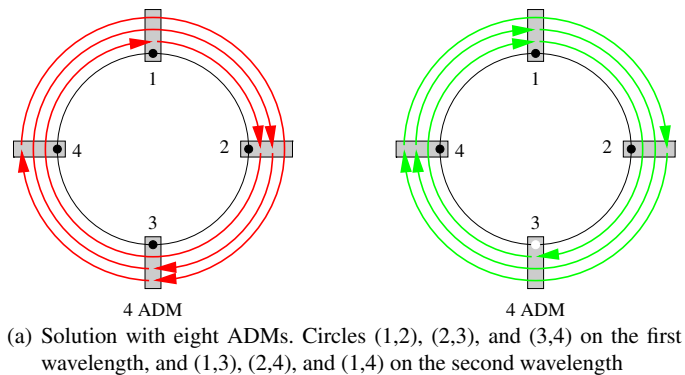 1
2
3
4
4 ADM
1
2
3
4
4 ADM
(a) Solution with eight ADMs. Circles (1,2), (2,3), and (3,4) on the first
wavelength, and (1,3), (2,4), and (1,4) on the second wavelength